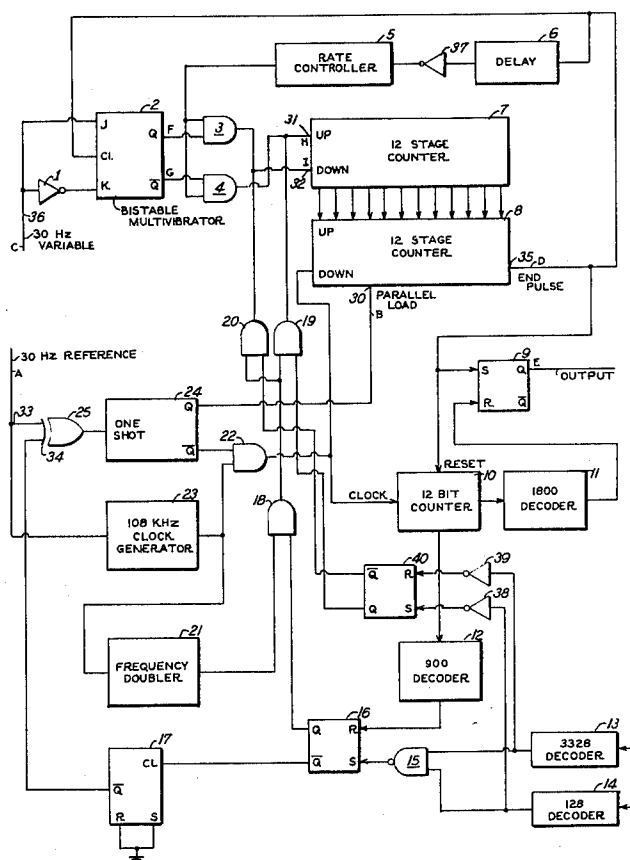 5
RATE
CONTROLLER
37
6
DELAY
2
J
Q
F
3
CL
G
4
K
Q
BISTABLE
MULTIVIBRATOR
1
36
C
30 Hz
VARIABLE
31
H
UP
7
12 STAGE
COUNTER
I
32
DOWN
8
UP
12 STAGE
COUNTER
DOWN
35
D
END
PULSE
30
PARALLEL
LOAD
B
20
19
30 Hz REFERENCE
A
33
25
34
24
ONE
SHOT
Q
Q
22
9
S
Q
E
OUTPUT
R
Q
RESET
10
CLOCK
12 BIT
COUNTER
11
1800
DECODER
23
108 KHz
CLOCK
GENERATOR
18
40
Q
R
39
Q
S
38
21
FREQUENCY
DOUBLER
12
900
DECODER
17
CL
Q
R
S
16
Q
R
Q
S
15
13
3328
DECODER
14
128
DECODER